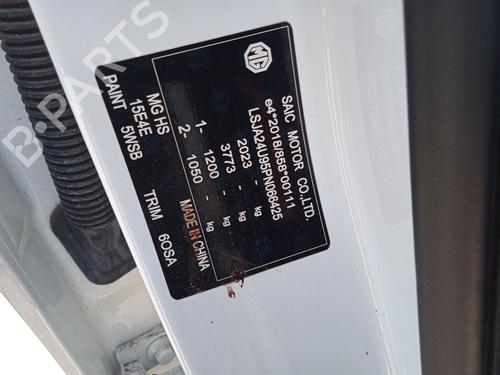 MG
SAIC MOTOR CO.,LTD.
e4*2018/858*00111
LSJA24U95PN066425
2023 - kg
3773 - kg
1- 1200 - kg
2- 1050 - kg
MG HS
15E4E MADE IN CHINA
PAINT 5WSB TRIM 6OSA
B-PARTS